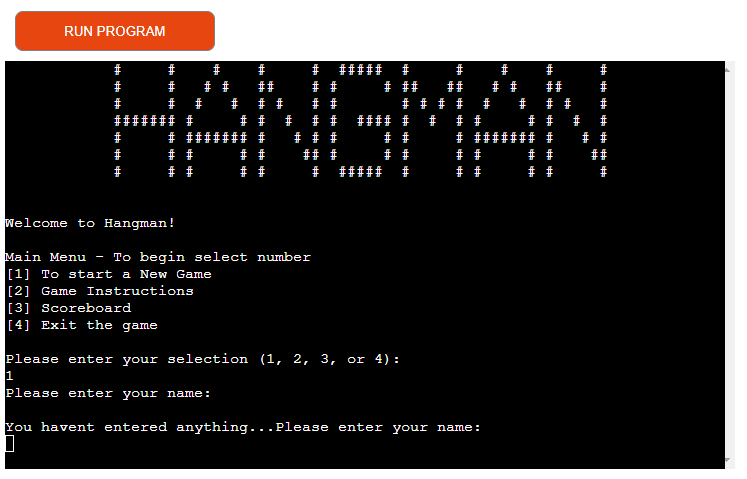 RUN PROGRAM
HANGMAN
Welcome to Hangman!
Main Menu - To begin select number
[1] To start a New Game
[2] Game Instructions
[3] Scoreboard
[4] Exit the game
Please enter your selection (1, 2, 3, or 4):
1
Please enter your name:
You havent entered anything...Please enter your name: